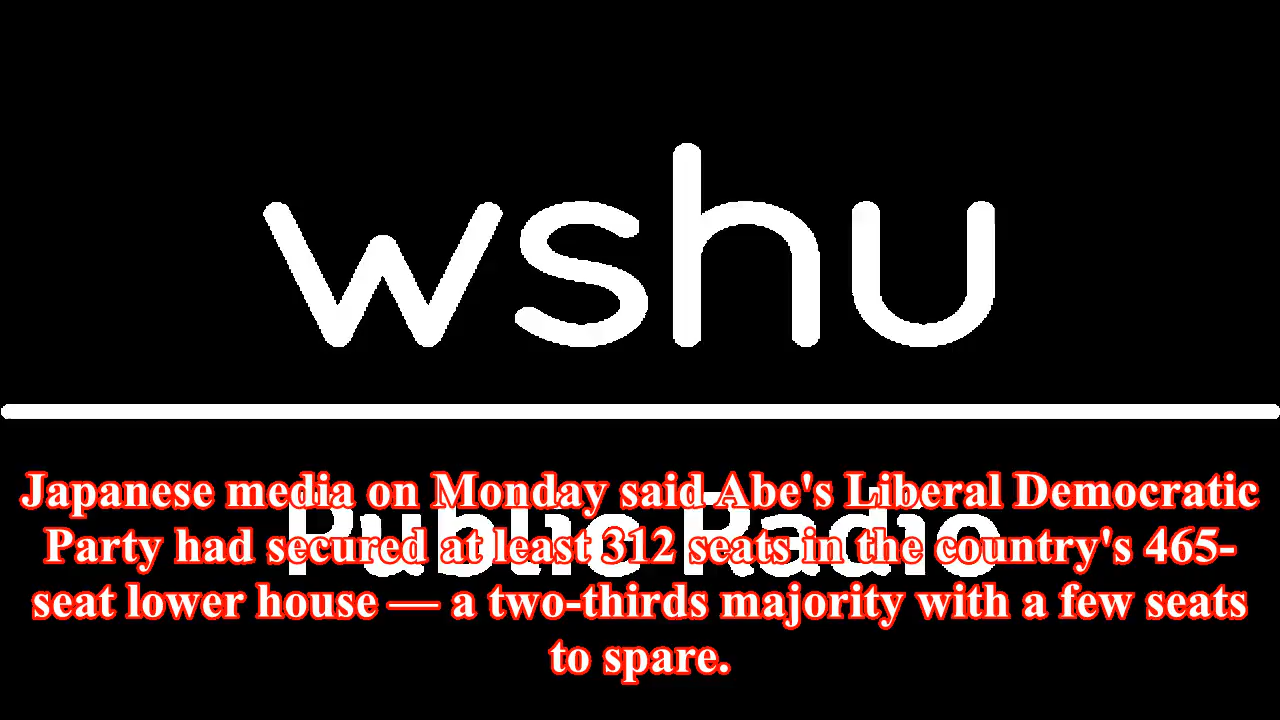 wshu
Public Radio
Japanese media on Monday said Abe's Liberal Democratic
Party had secured at least 312 seats in the country's 465-
seat lower house — a two-thirds majority with a few seats
to spare.